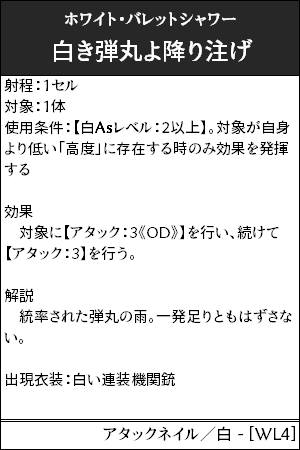 ホワイト・バレットシャワー
白き弾丸よ降り注げ
射程：1セル
対象：1体
使用条件：【白Asレベル：2以上】。対象が自身
より低い「高度」に存在する時のみ効果を発揮
する
効果
　対象に【アタック：3《OD》】を行い、続けて
【アタック：3】を行う。
解説
　統率された弾丸の雨。一発足りともはずさな
い。
出現衣装：白い連装機関銃
アタックネイル／白 - [WL4]